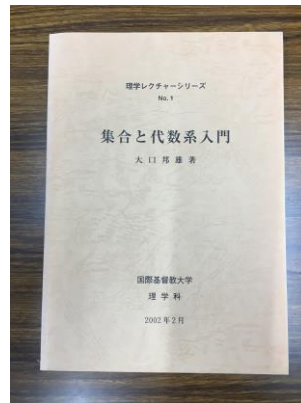 理学レクチャーシリーズ
No. 1
集合と代数系入門
大口邦雄著
国際基督教大学
理学科
2002年2月